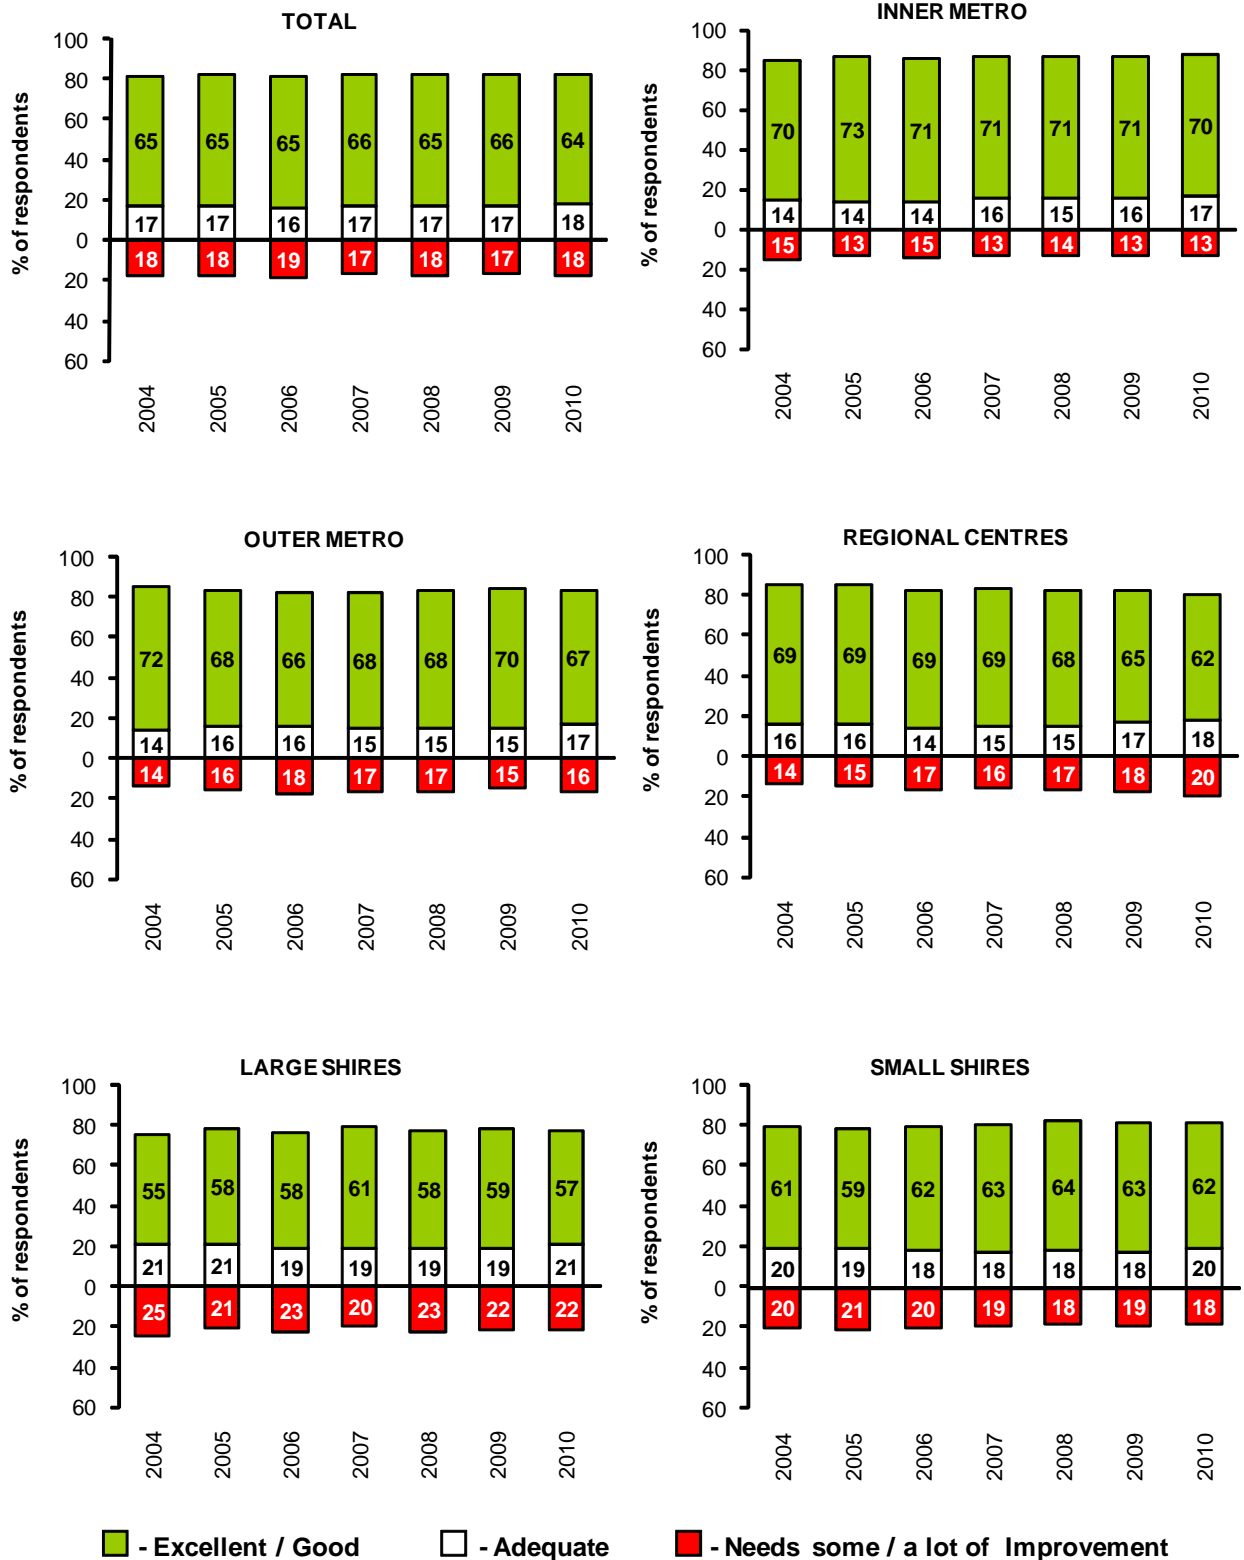 TOTAL
% of respondents
100
80
60
40
20
0
20
40
60
65 65 65 66 65 66 64
17 17 16 17 17 17 18
18 18 19 17 18 17 18
2004 2005 2006 2007 2008 2009 2010
INNER METRO
% of respondents
100
80
60
40
20
0
20
40
60
70 73 71 71 71 71 70
14 14 14 16 15 16 17
15 13 15 13 14 13 13
2004 2005 2006 2007 2008 2009 2010
OUTER METRO
% of respondents
100
80
60
40
20
0
20
40
60
72 68 66 68 68 70 67
14 16 16 15 15 15 17
14 16 18 17 17 15 16
2004 2005 2006 2007 2008 2009 2010
REGIONAL CENTRES
% of respondents
100
80
60
40
20
0
20
40
60
69 69 69 69 68 65 62
16 16 14 15 15 17 18
14 15 17 16 17 18 20
2004 2005 2006 2007 2008 2009 2010
LARGE SHIRES
% of respondents
100
80
60
40
20
0
20
40
60
55 58 58 61 58 59 57
21 21 19 19 19 19 21
25 21 23 20 23 22 22
2004 2005 2006 2007 2008 2009 2010
SMALL SHIRES
% of respondents
100
80
60
40
20
0
20
40
60
61 59 62 63 64 63 62
20 19 18 18 18 18 20
20 21 20 19 18 19 18
2004 2005 2006 2007 2008 2009 2010
- Excellent / Good - Adequate - Needs some / a lot of Improvement